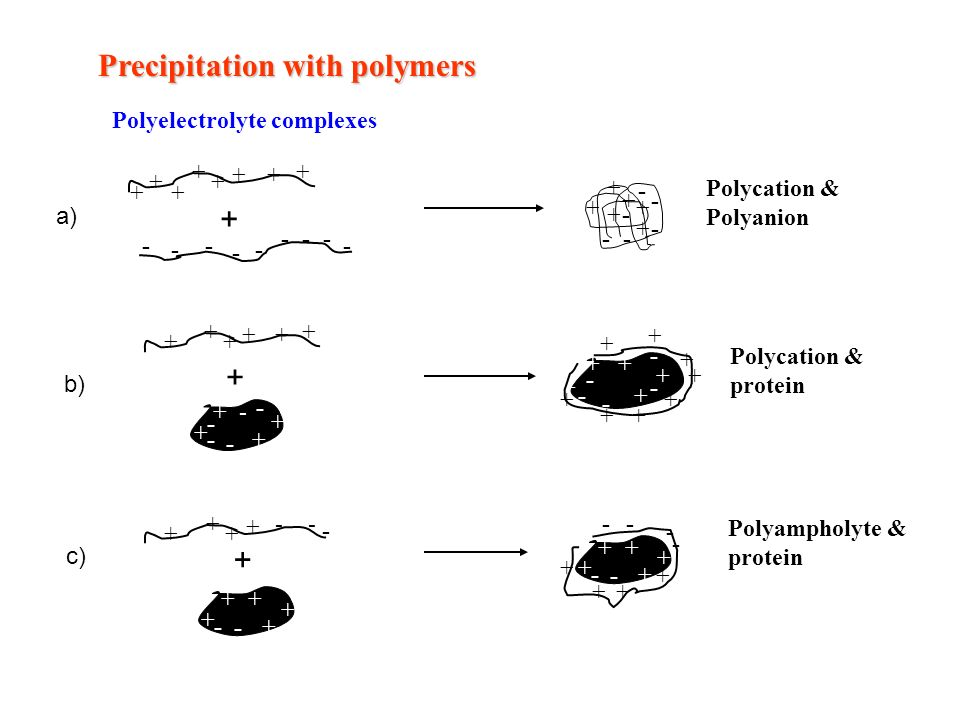 Precipitation with polymers
Polyelectrolyte complexes
+ + + + + + + +
a)
+
- - - - - - - - -
+ - + + - + + - + - - - -
Polycation &
Polyanion
+ + + + + +
b)
+
+ - - - + + - - +
+ + + + - + - + + - - + - + - + +
Polycation &
protein
+ + + + - - -
c)
+
+ + + + - - +
- - - - - + + + + + - - + + + +
Polyampholyte &
protein